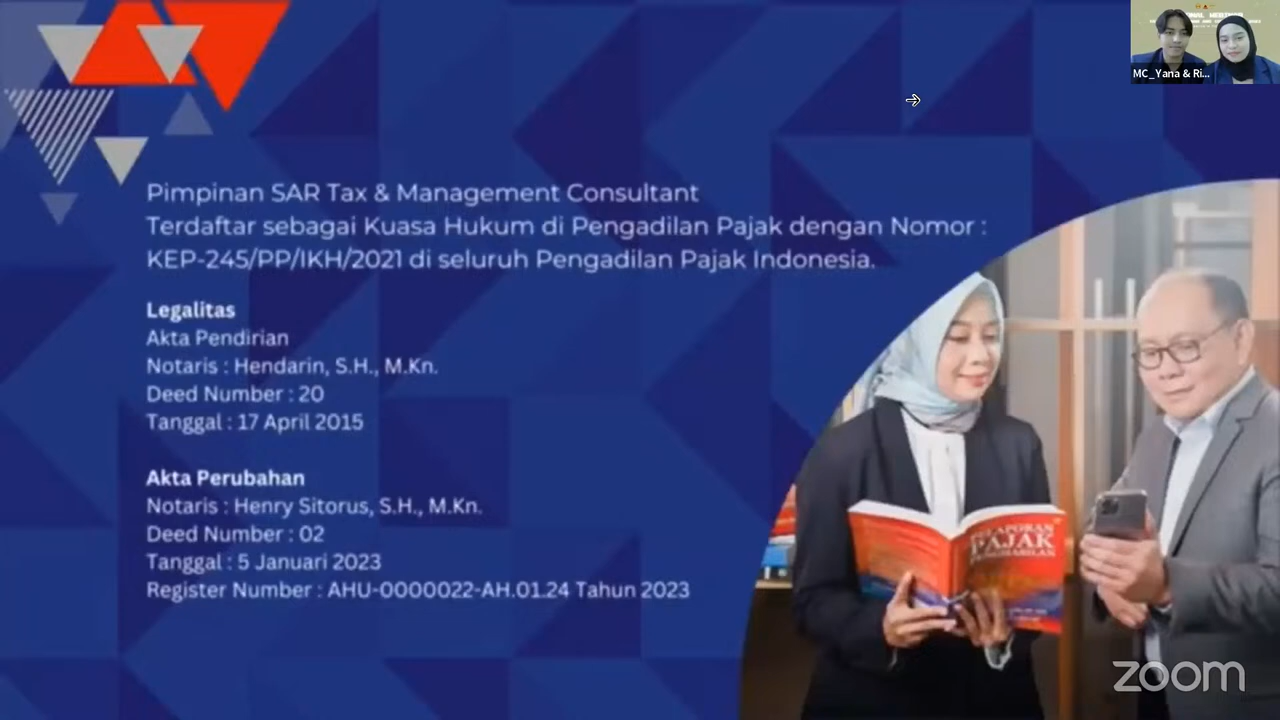 MC_Yana & Ri...
Pimpinan SAR Tax & Management Consultant
Terdaftar sebagai Kuasa Hukum di Pengadilan Pajak dengan Nomor :
KEP-245/PP/IKH/2021 di seluruh Pengadilan Pajak Indonesia.
Legalitas
Akta Pendirian
Notaris : Hendarin, S.H., M.Kn.
Deed Number : 20
Tanggal : 17 April 2015
Akta Perubahan
Notaris : Henry Sitorus, S.H., M.Kn.
Deed Number : 02
Tanggal : 5 Januari 2023
Register Number : AHU-0000022-AH.01.24 Tahun 2023
PAJAK
zoom